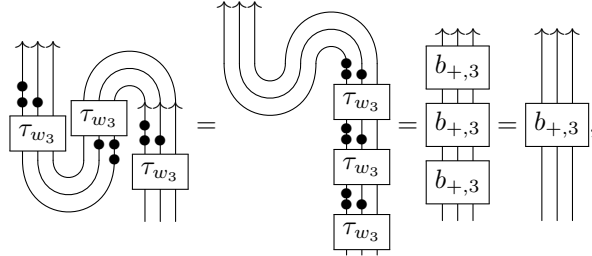 τ_{w_3} τ_{w_3} τ_{w_3} = τ_{w_3} τ_{w_3} τ_{w_3} = b_{+,3} b_{+,3} b_{+,3} = b_{+,3} .